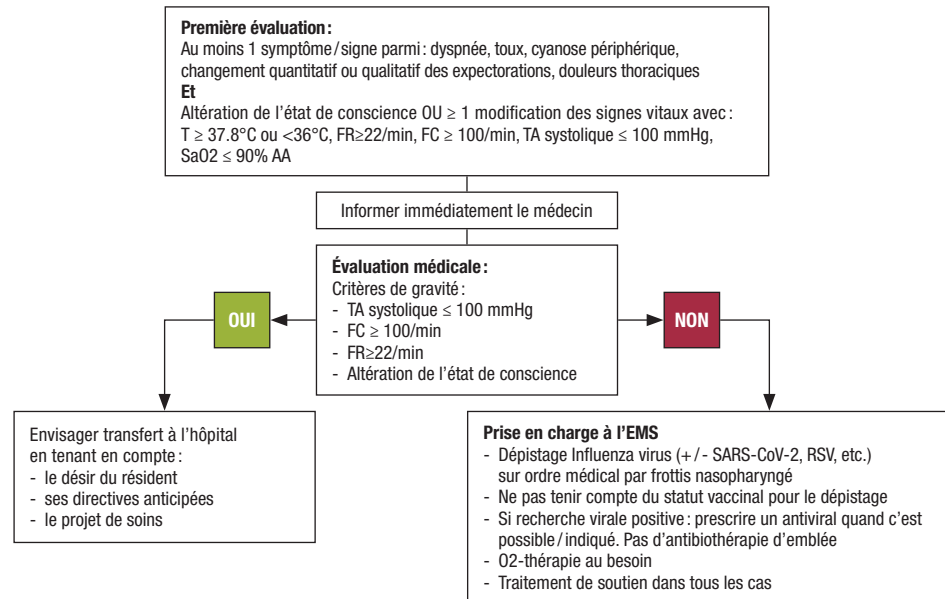 Première évaluation :
Au moins 1 symptôme / signe parmi : dyspnée, toux, cyanose périphérique,
changement quantitatif ou qualitatif des expectorations, douleurs thoraciques
Et
Altération de l'état de conscience OU ≥ 1 modification des signes vitaux avec :
T ≥ 37.8°C ou <36°C, FR≥22/min, FC ≥ 100/min, TA systolique ≤ 100 mmHg,
SaO2 ≤ 90% AA
Informer immédiatement le médecin
Évaluation médicale :
Critères de gravité :
- TA systolique ≤ 100 mmHg
- FC ≥ 100/min
- FR≥22/min
- Altération de l'état de conscience
OUI
NON
Envisager transfert à l'hôpital
en tenant en compte :
- le désir du résident
- ses directives anticipées
- le projet de soins
Prise en charge à l'EMS
- Dépistage Influenza virus (+ / - SARS-CoV-2, RSV, etc.)
sur ordre médical par frottis nasopharyngé
- Ne pas tenir compte du statut vaccinal pour le dépistage
- Si recherche virale positive : prescrire un antiviral quand c'est
possible / indiqué. Pas d'antibiothérapie d'emblée
- O2-thérapie au besoin
- Traitement de soutien dans tous les cas